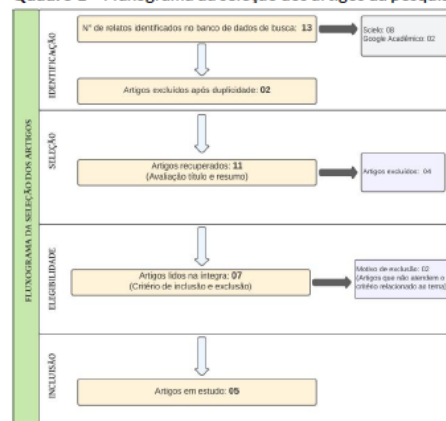 Quadro 1 – Fluxograma da seleção dos artigos da pesquis
FLUXOGRAMA DA SELEÇÃO DOS ARTIGOS
IDENTIFICAÇÃO
N° de relatos identificados no banco de dados de busca: 13
Scielo: 08
Google Acadêmico: 02
Artigos excluídos após duplicidade: 02
SELEÇÃO
Artigos recuperados: 11
(Avaliação título e resumo)
Artigos excluídos: 04
ELEGIBILIDADE
Artigos lidos na íntegra: 07
(Critério de inclusão e exclusão)
Motivo de exclusão: 02
(Artigos que não atendem o
critério relacionado ao tema)
INCLUSÃO
Artigos em estudo: 05